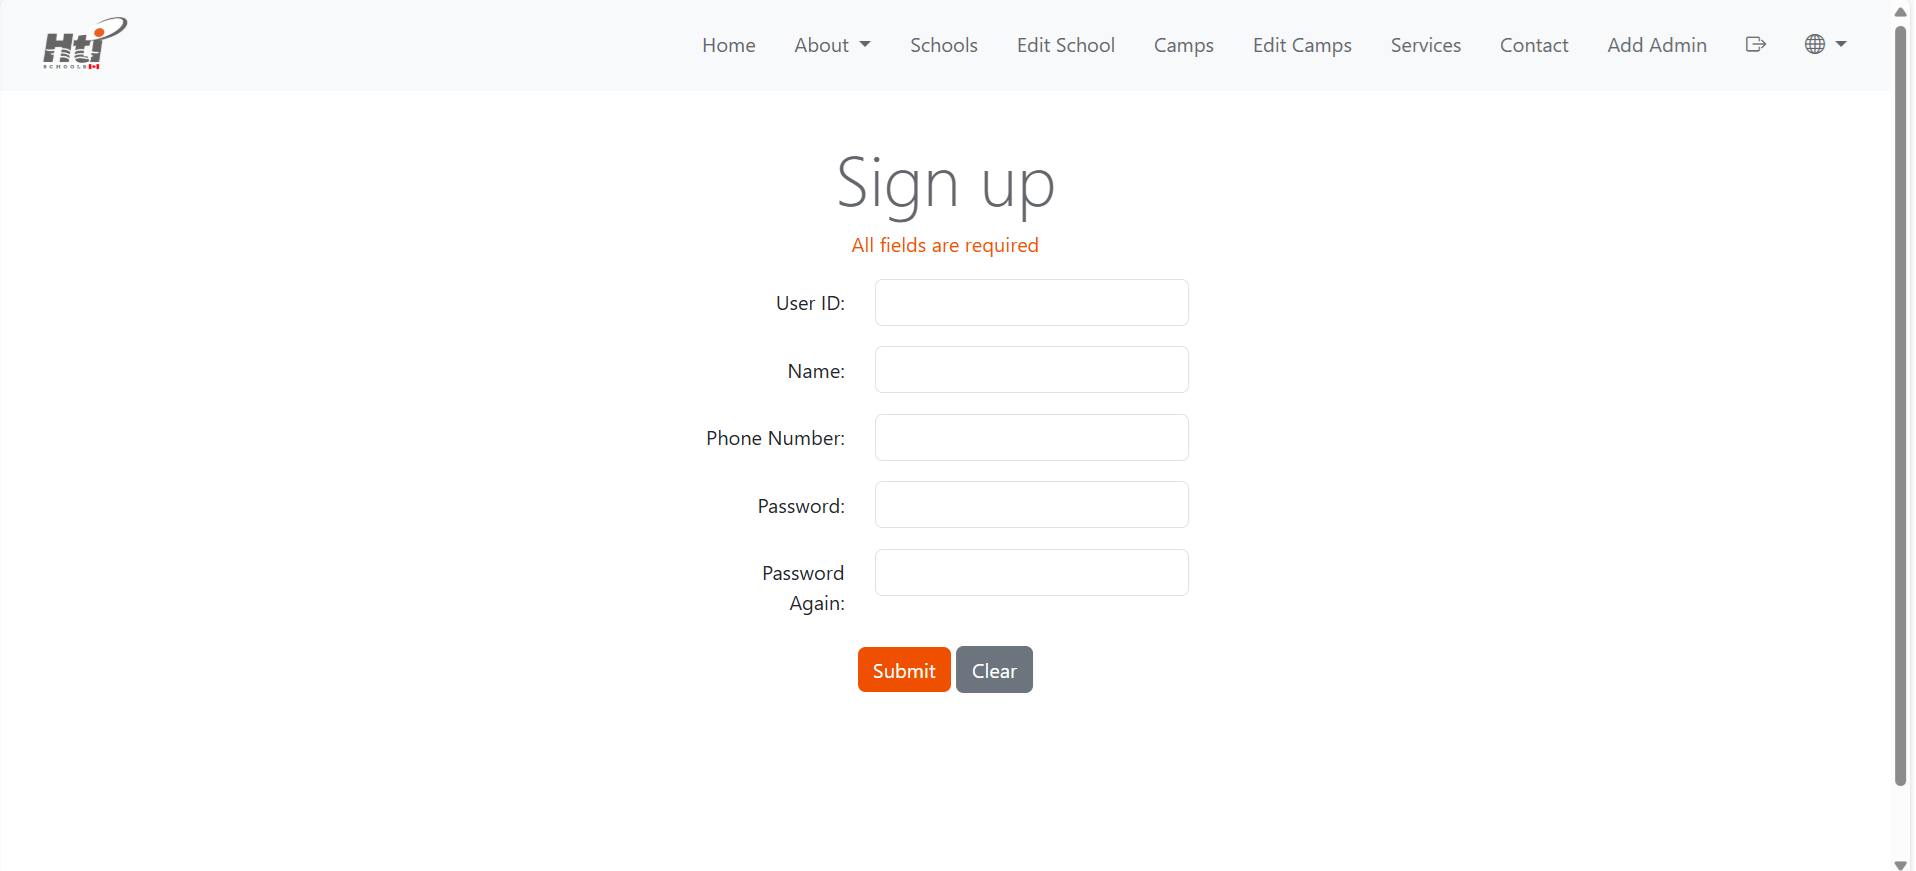 Hti
SCHOOLS
Home About Schools Edit School Camps Edit Camps Services Contact Add Admin
Sign up
All fields are required
User ID:
Name:
Phone Number:
Password:
Password
Again:
Submit Clear